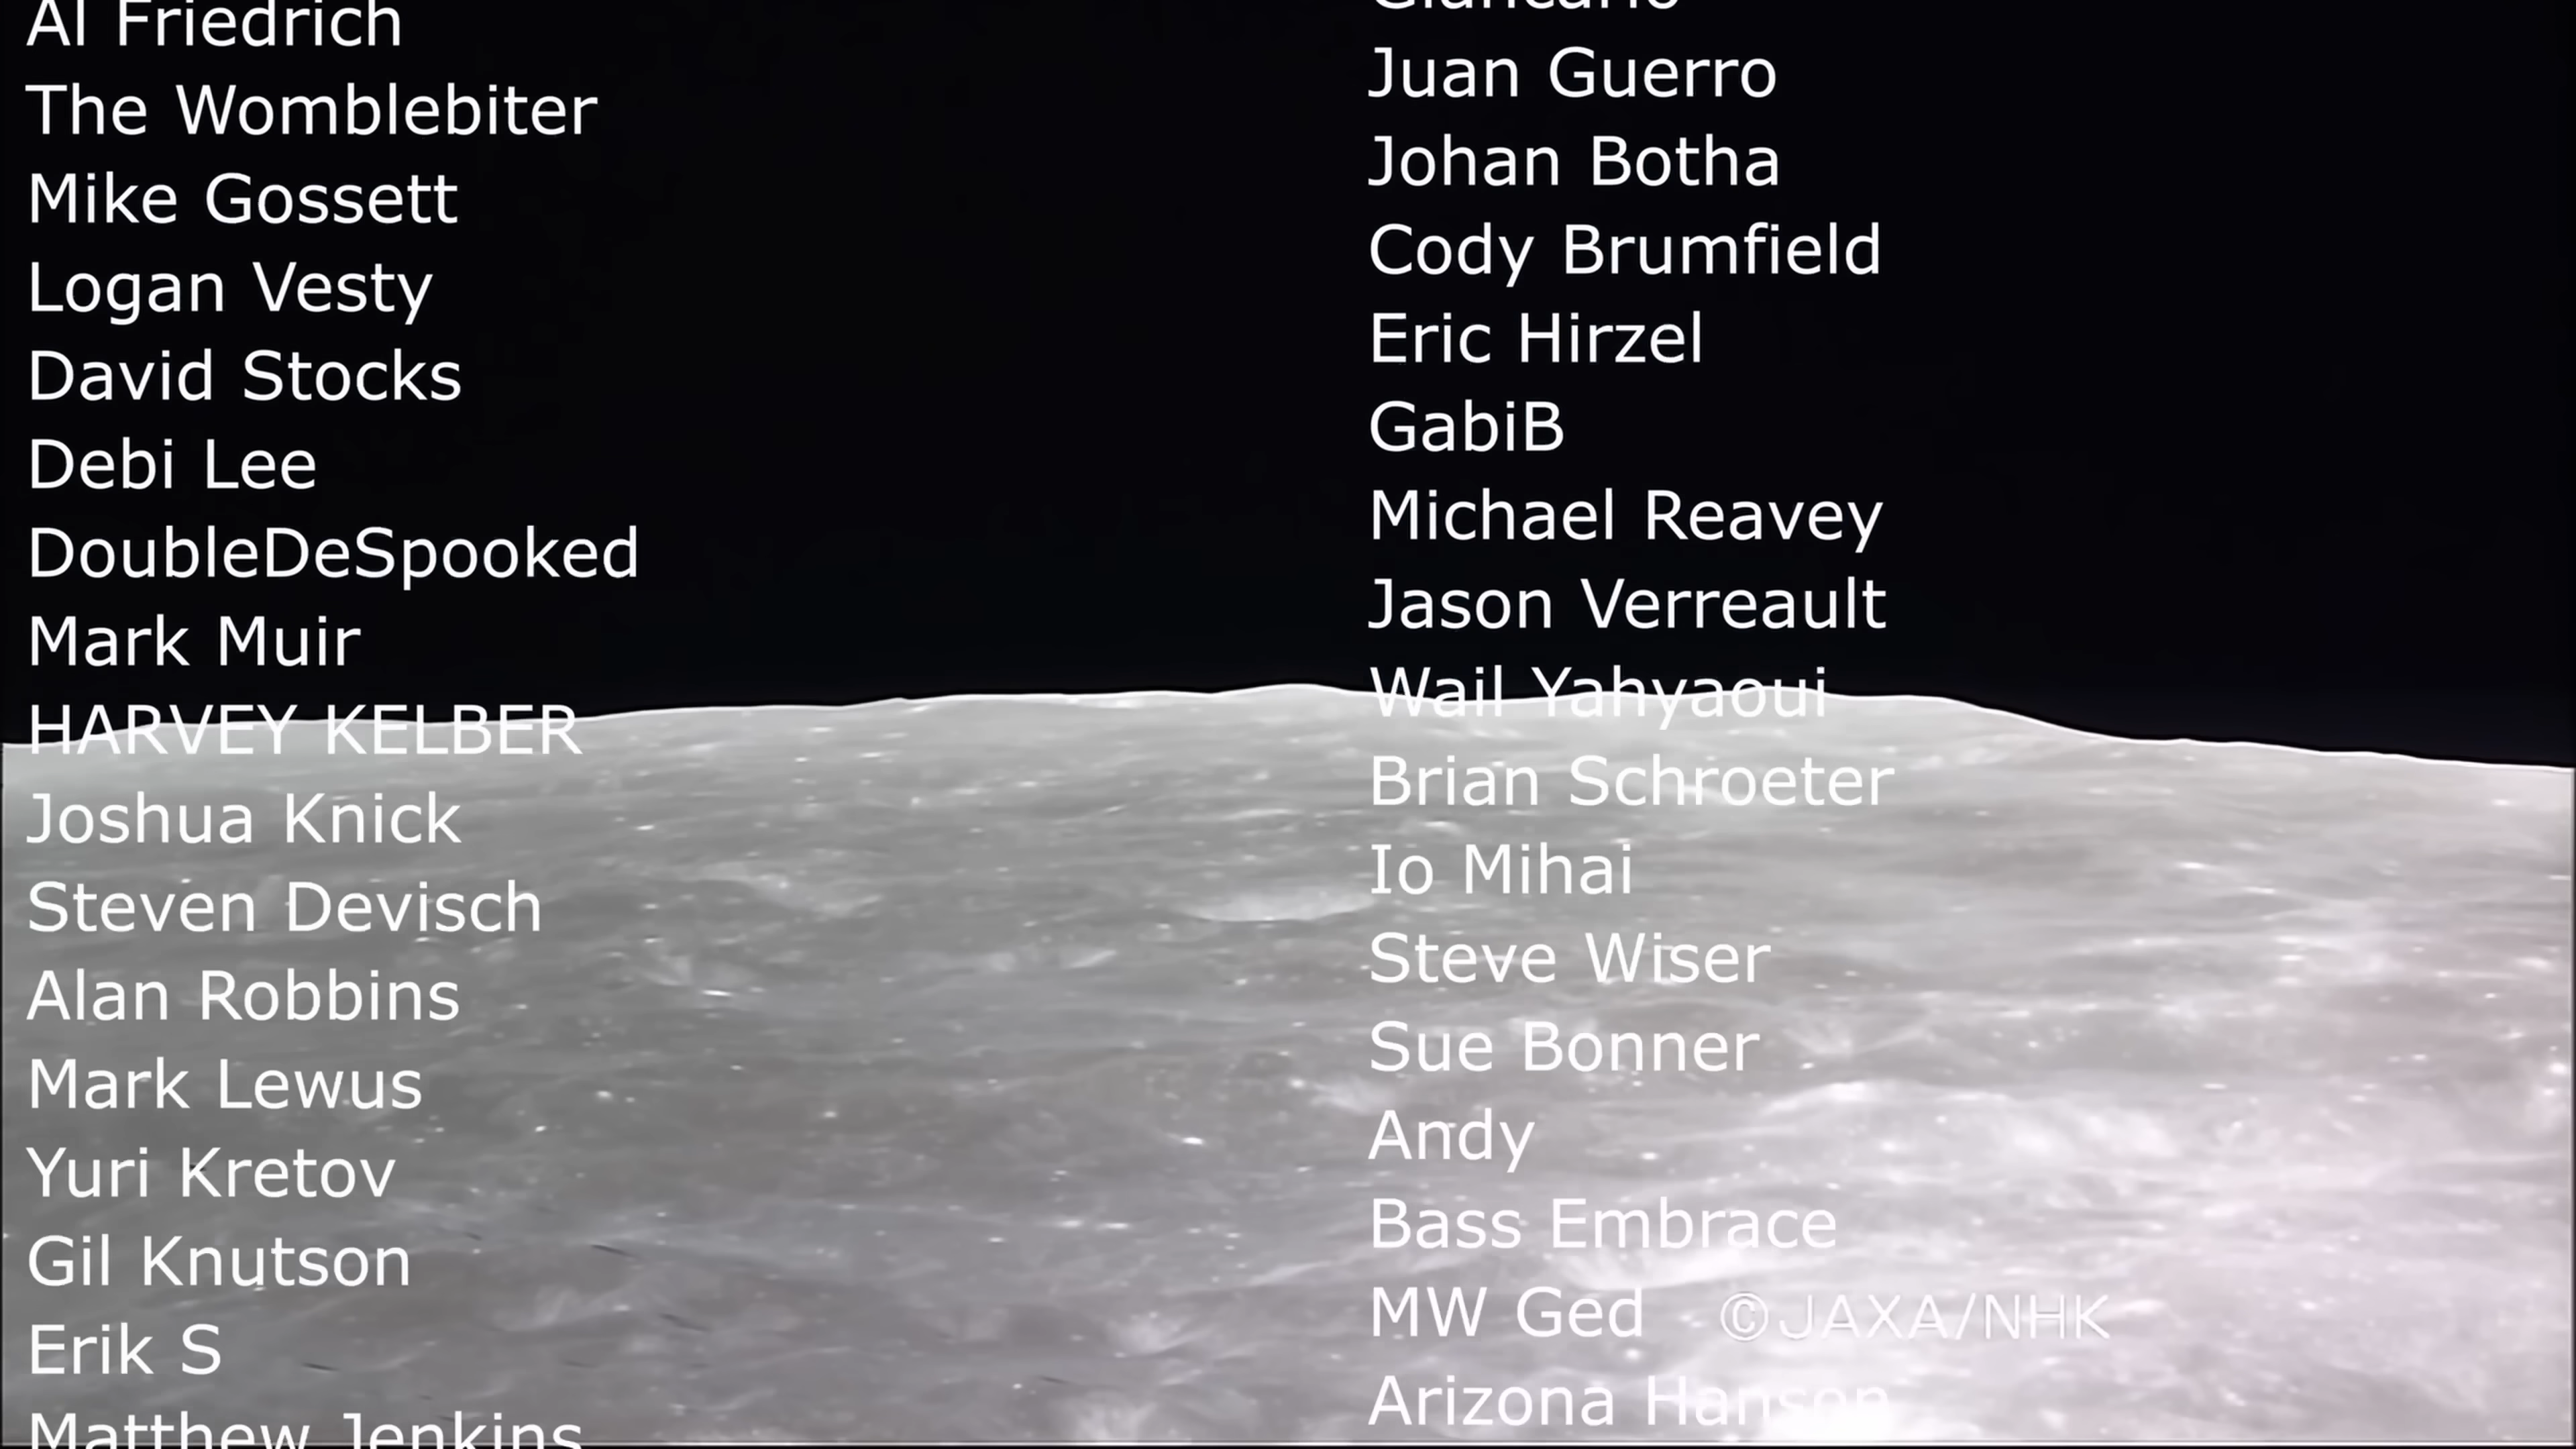 Al Friedrich
The Womblebiter
Mike Gossett
Logan Vesty
David Stocks
Debi Lee
DoubleDeSpooked
Mark Muir
HARVEY KELBER
Joshua Knick
Steven Devisch
Alan Robbins
Mark Lewus
Yuri Kretov
Gil Knutson
Erik S
Matthew Jenkins
Giancarlo
Juan Guerro
Johan Botha
Cody Brumfield
Eric Hirzel
GabiB
Michael Reavey
Jason Verreault
Wail Yahyaoui
Brian Schroeter
Io Mihai
Steve Wiser
Sue Bonner
Andy
Bass Embrace
MW Ged
©JAXA/NHK
Arizona Hanson